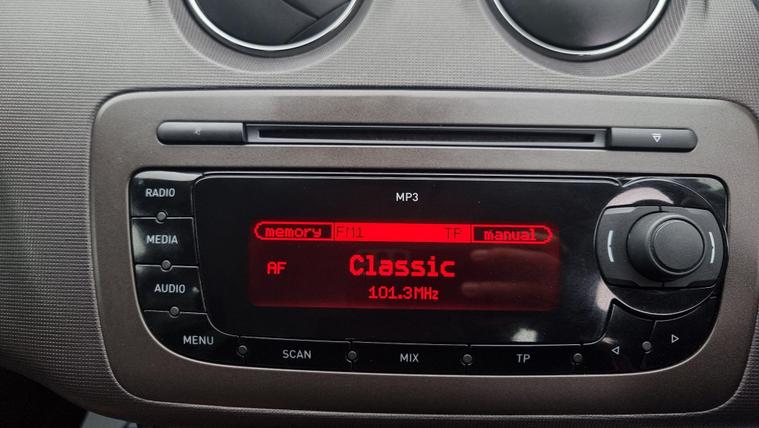 RADIO
MEDIA
AUDIO
MENU
MP3
memory FM1 TP manual
AF Classic
101.3MHz
SCAN MIX TP